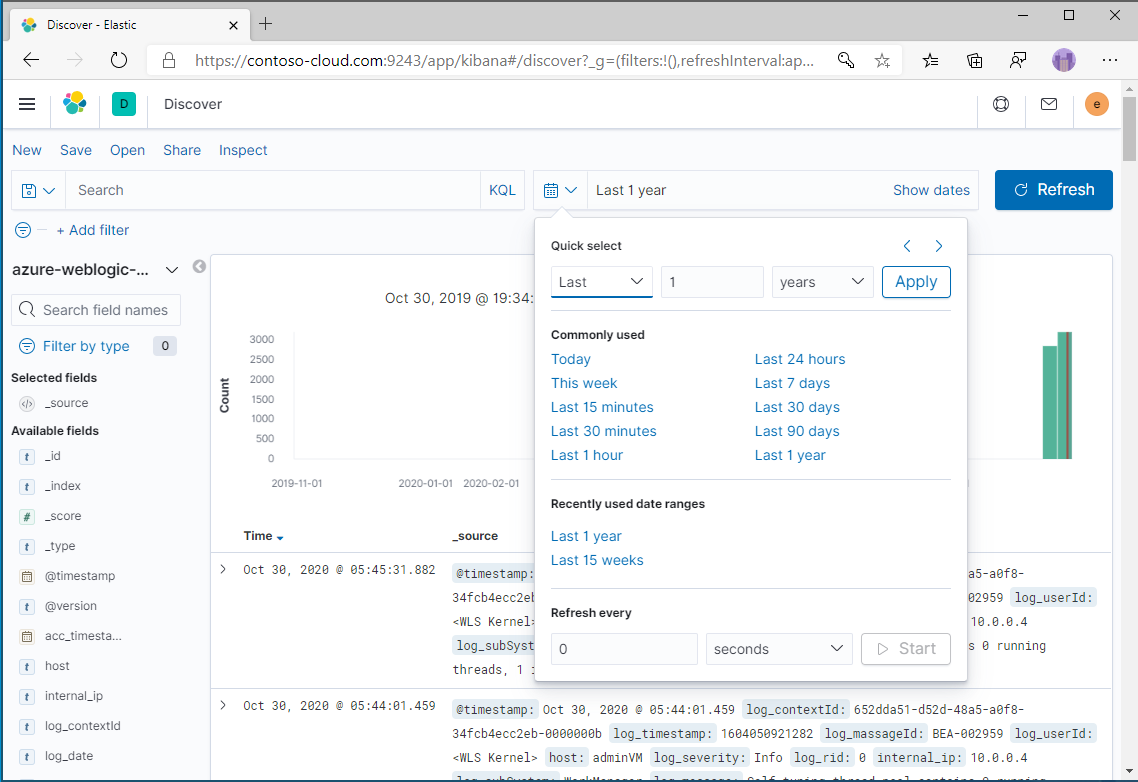 Discover - Elastic
https://contoso-cloud.com:9243/app/kibana#/discover?_g=(filters:!(),refreshInterval:ap...
D
Discover
e
New Save Open Share Inspect
Search KQL Last 1 year Show dates Refresh
+ Add filter
Quick select
Last 1 years Apply
Commonly used
Today Last 24 hours
This week Last 7 days
Last 15 minutes Last 30 days
Last 30 minutes Last 90 days
Last 1 hour Last 1 year
Recently used date ranges
Last 1 year
Last 15 weeks
Refresh every
0 seconds Start
azure-weblogic-...
Search field names
Filter by type 0
Selected fields
</> _source
Available fields
t _id
t _index
# _score
t _type
@timestamp
t @version
acc_timesta...
t host
t internal_ip
t log_contextId
t log_date
Oct 30, 2019 @ 19:34:
Count
3000
2500
2000
1500
1000
500
0
2019-11-01 2020-01-01 2020-02-01
Time _source
Oct 30, 2020 @ 05:45:31.882 @timestamp: a5-a0f8-
34fcb4ecc2eb 002959 log_userId:
<WLS Kernel> 10.0.0.4
log_subSyst s 0 running
threads, 1
Oct 30, 2020 @ 05:44:01.459 @timestamp: Oct 30, 2020 @ 05:44:01.459 log_contextId: 652dda51-d52d-48a5-a0f8-
34fcb4ecc2eb-0000000b log_timestamp: 1604050921282 log_massageId: BEA-002959 log_userId:
<WLS Kernel> host: adminVM log_severity: Info log_rid: 0 internal_ip: 10.0.0.4